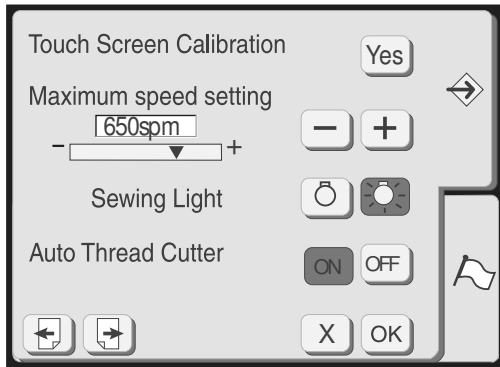 Touch Screen Calibration Yes
Maximum speed setting
650spm
- +
− +
Sewing Light
Auto Thread Cutter ON OFF
X OK